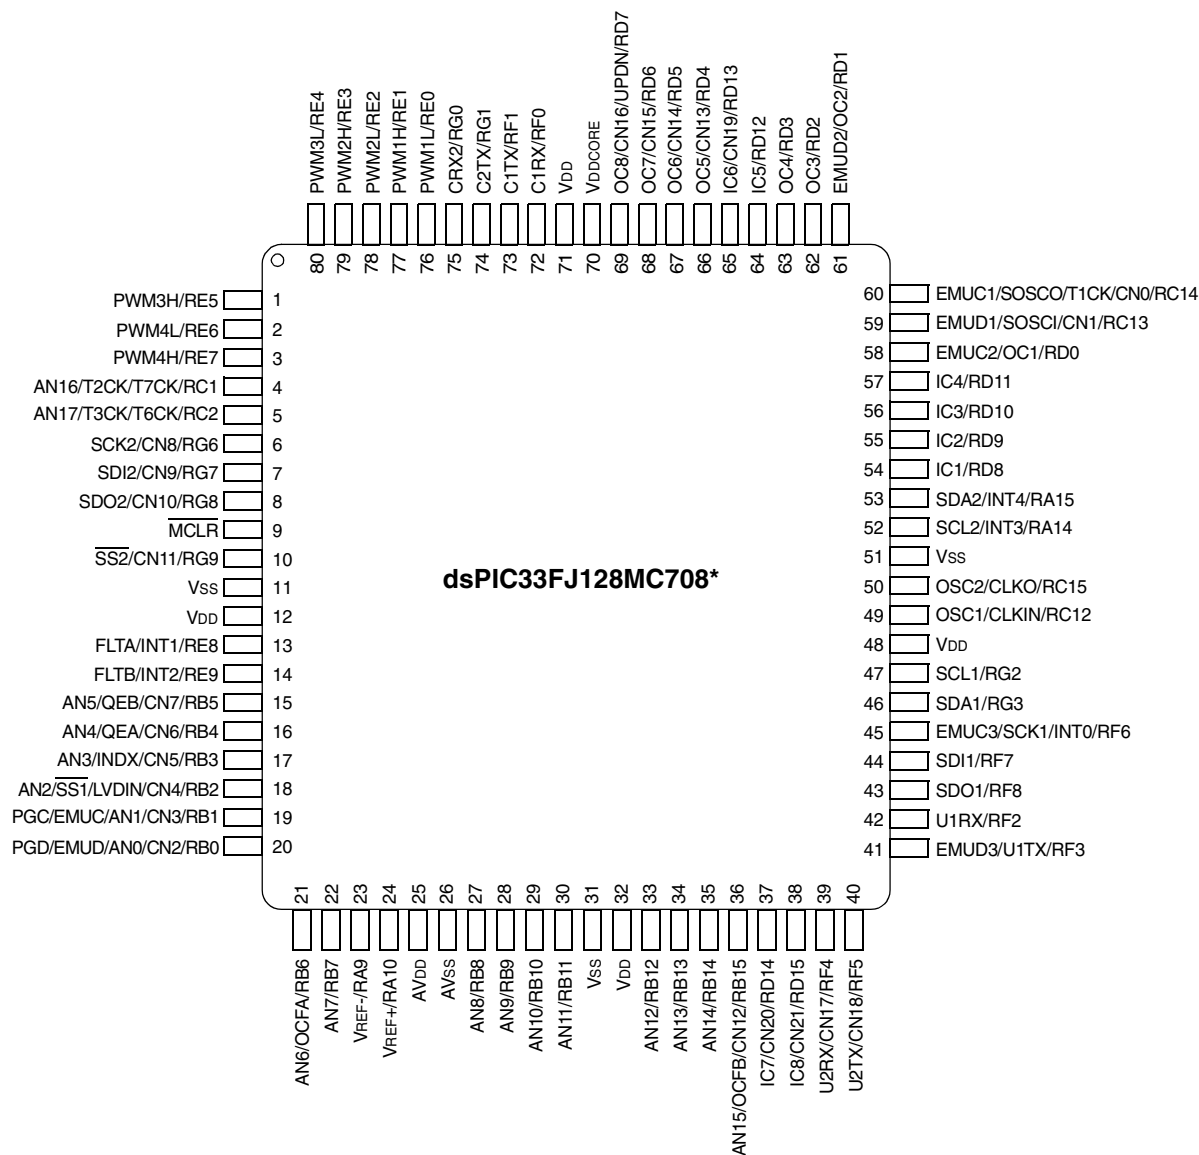 PWM3L/RE4
PWM2H/RE3
PWM2L/RE2
PWM1H/RE1
PWM1L/RE0
CRX2/RG0
C2TX/RG1
C1TX/RF1
C1RX/RF0
VDD
VDDCORE
OC8/CN16/UPDN/RD7
OC7/CN15/RD6
OC6/CN14/RD5
OC5/CN13/RD4
IC6/CN19/RD13
IC5/RD12
OC4/RD3
OC3/RD2
EMUD2/OC2/RD1
80 79 78 77 76 75 74 73 72 71 70 69 68 67 66 65 64 63 62 61
PWM3H/RE5 1
PWM4L/RE6 2
PWM4H/RE7 3
AN16/T2CK/T7CK/RC1 4
AN17/T3CK/T6CK/RC2 5
SCK2/CN8/RG6 6
SDI2/CN9/RG7 7
SDO2/CN10/RG8 8
MCLR 9
SS2/CN11/RG9 10
VSS 11
VDD 12
FLTA/INT1/RE8 13
FLTB/INT2/RE9 14
AN5/QEB/CN7/RB5 15
AN4/QEA/CN6/RB4 16
AN3/INDX/CN5/RB3 17
AN2/SS1/LVDIN/CN4/RB2 18
PGC/EMUC/AN1/CN3/RB1 19
PGD/EMUD/AN0/CN2/RB0 20
dsPIC33FJ128MC708*
60 EMUC1/SOSCO/T1CK/CN0/RC14
59 EMUD1/SOSCI/CN1/RC13
58 EMUC2/OC1/RD0
57 IC4/RD11
56 IC3/RD10
55 IC2/RD9
54 IC1/RD8
53 SDA2/INT4/RA15
52 SCL2/INT3/RA14
51 VSS
50 OSC2/CLKO/RC15
49 OSC1/CLKIN/RC12
48 VDD
47 SCL1/RG2
46 SDA1/RG3
45 EMUC3/SCK1/INT0/RF6
44 SDI1/RF7
43 SDO1/RF8
42 U1RX/RF2
41 EMUD3/U1TX/RF3
21 22 23 24 25 26 27 28 29 30 31 32 33 34 35 36 37 38 39 40
AN6/OCFA/RB6
AN7/RB7
VREF-/RA9
VREF+/RA10
AVDD
AVSS
AN8/RB8
AN9/RB9
AN10/RB10
AN11/RB11
VSS
VDD
AN12/RB12
AN13/RB13
AN14/RB14
AN15/OCFB/CN12/RB15
IC7/CN20/RD14
IC8/CN21/RD15
U2RX/CN17/RF4
U2TX/CN18/RF5